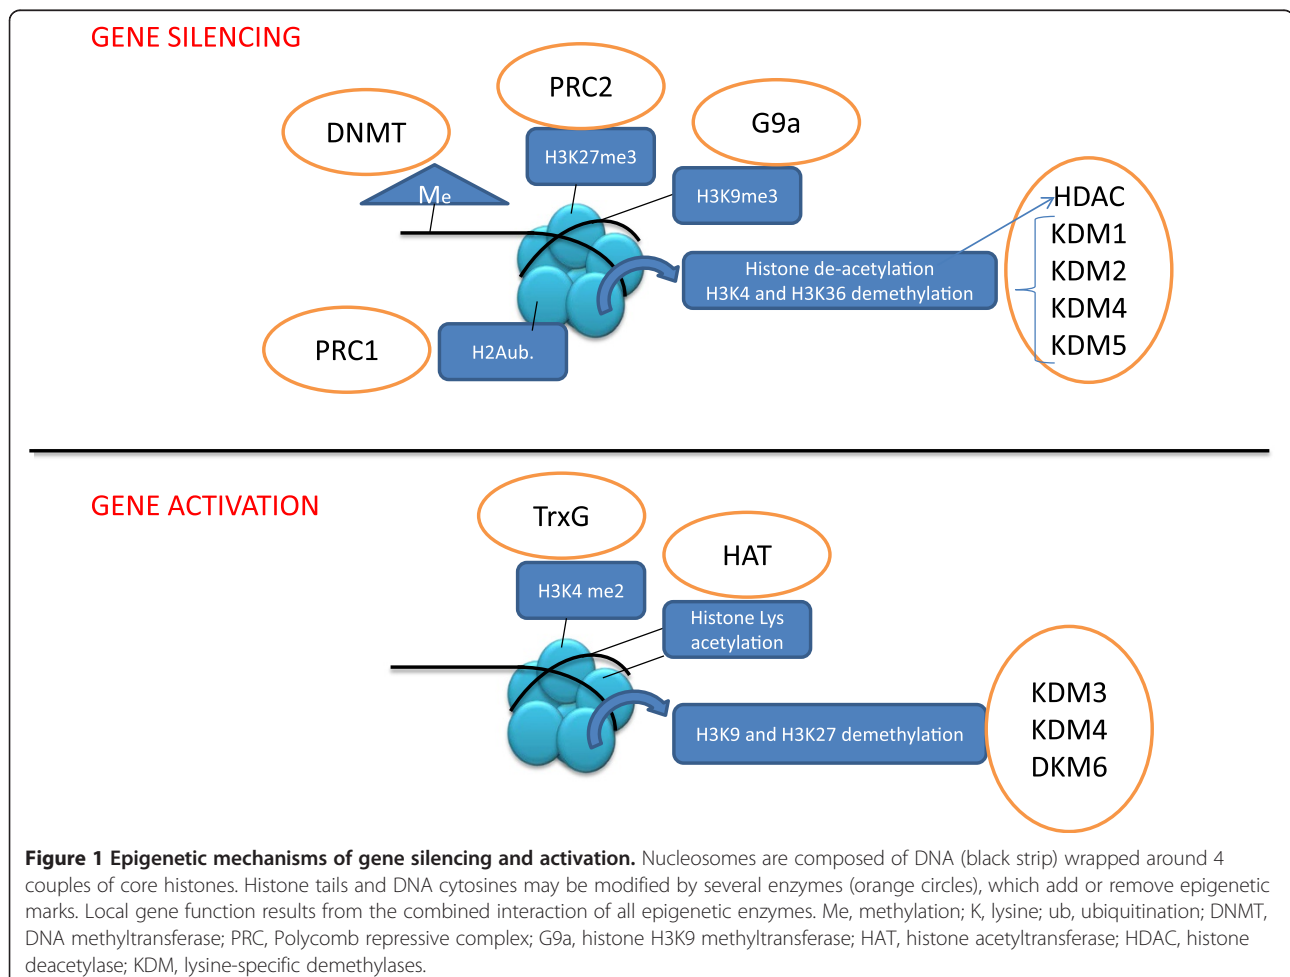 GENE SILENCING
PRC2
G9a
DNMT
H3K27me3
Me
H3K9me3
HDAC
KDM1
KDM2
KDM4
KDM5
Histone de-acetylation
H3K4 and H3K36 demethylation
PRC1
H2Aub.
GENE ACTIVATION
TrxG
HAT
H3K4 me2
Histone Lys
acetylation
KDM3
KDM4
DKM6
H3K9 and H3K27 demethylation
Figure 1 Epigenetic mechanisms of gene silencing and activation. Nucleosomes are composed of DNA (black strip) wrapped around 4
couples of core histones. Histone tails and DNA cytosines may be modified by several enzymes (orange circles), which add or remove epigenetic
marks. Local gene function results from the combined interaction of all epigenetic enzymes. Me, methylation; K, lysine; ub, ubiquitination; DNMT,
DNA methyltransferase; PRC, Polycomb repressive complex; G9a, histone H3K9 methyltransferase; HAT, histone acetyltransferase; HDAC, histone
deacetylase; KDM, lysine-specific demethylases.